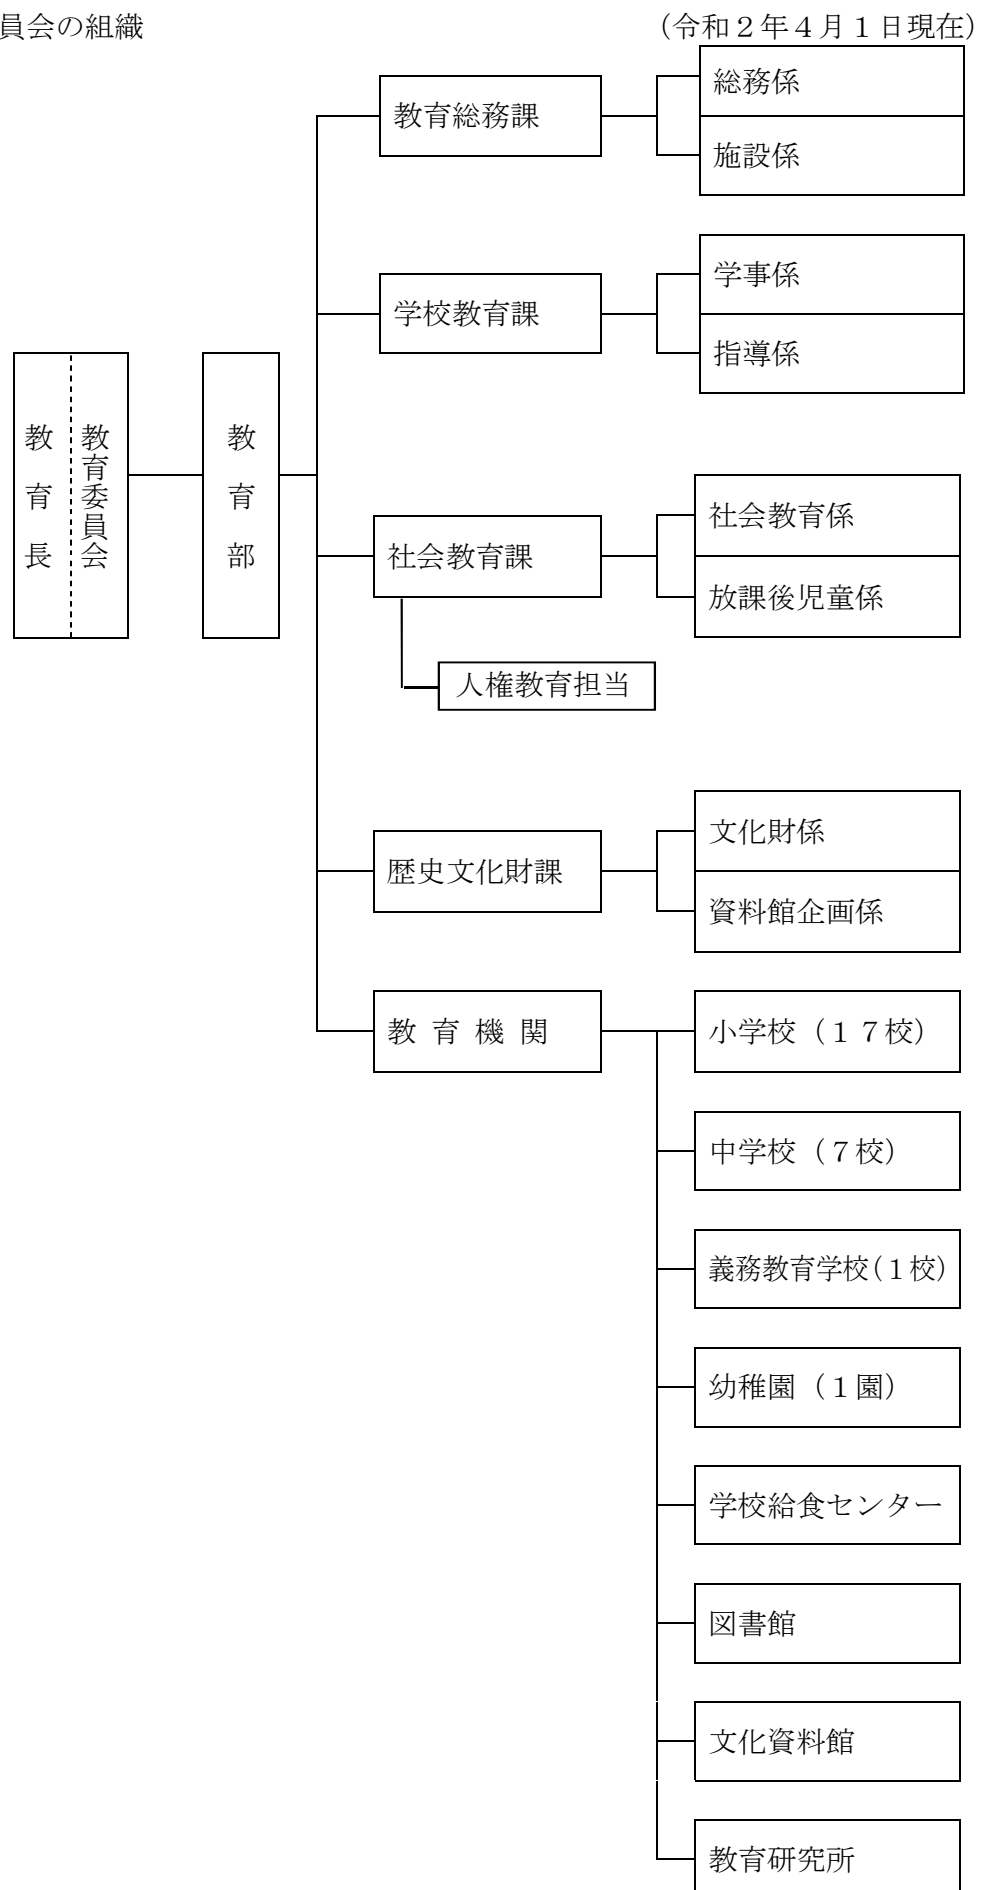 員会の組織
（令和２年４月１日現在）
教育総務課
総務係
施設係
学校教育課
学事係
指導係
教育長
教育委員会
教育部
社会教育課
社会教育係
放課後児童係
人権教育担当
歴史文化財課
文化財係
資料館企画係
教育機関
小学校（１７校）
中学校（７校）
義務教育学校（１校）
幼稚園（１園）
学校給食センター
図書館
文化資料館
教育研究所